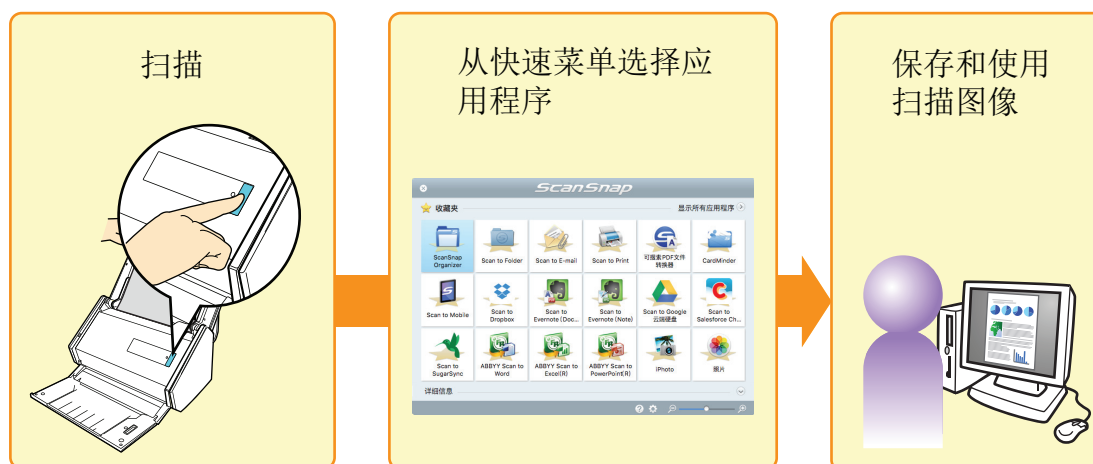 扫描
从快速菜单选择应
用程序
保存和使用
扫描图像
ScanSnap
收藏夹
显示所有应用程序
ScanSnap
Organizer
Scan to Folder
Scan to E-mail
Scan to Print
可搜索PDF文件
转换器
CardMinder
Scan to Mobile
Scan to
Dropbox
Scan to
Evernote (Doc...
Scan to
Evernote (Note)
Scan to Google
云端硬盘
Scan to
Salesforce Ch...
Scan to
SugarSync
ABBYY Scan to
Word
ABBYY Scan to
Excel(R)
ABBYY Scan to
PowerPoint(R)
iPhoto
照片
详细信息